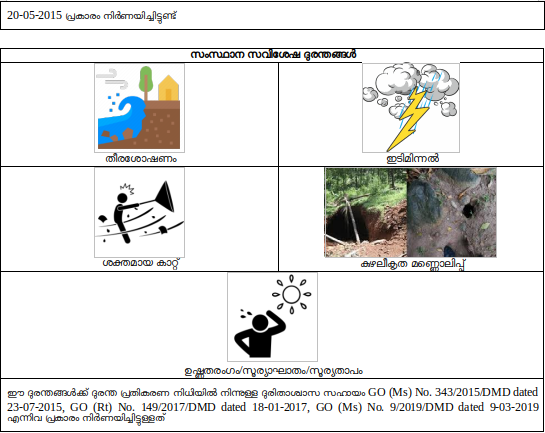 20-05-2015 പ്രകാരം നിർണയിച്ചിട്ടുണ്ട്
സംസ്ഥാന സവിശേഷ ദുരന്തങ്ങൾ
തീരശോഷണം
ഇടിമിന്നൽ
ശക്തമായ കാറ്റ്
കുഴലീകൃത മണ്ണൊലിപ്പ്
ഉഷ്ണതരംഗം/സൂര്യാഘാതം/സൂര്യതാപം
ഈ ദുരന്തങ്ങൾക്ക് ദുരന്ത പ്രതികരണ നിധിയിൽ നിന്നുള്ള ദുരിതാശ്വാസ സഹായം GO (Ms) No. 343/2015/DMD dated
23-07-2015, GO (Rt) No. 149/2017/DMD dated 18-01-2017, GO (Ms) No. 9/2019/DMD dated 9-03-2019
എന്നിവ പ്രകാരം നിർണയിച്ചിട്ടുള്ളത്